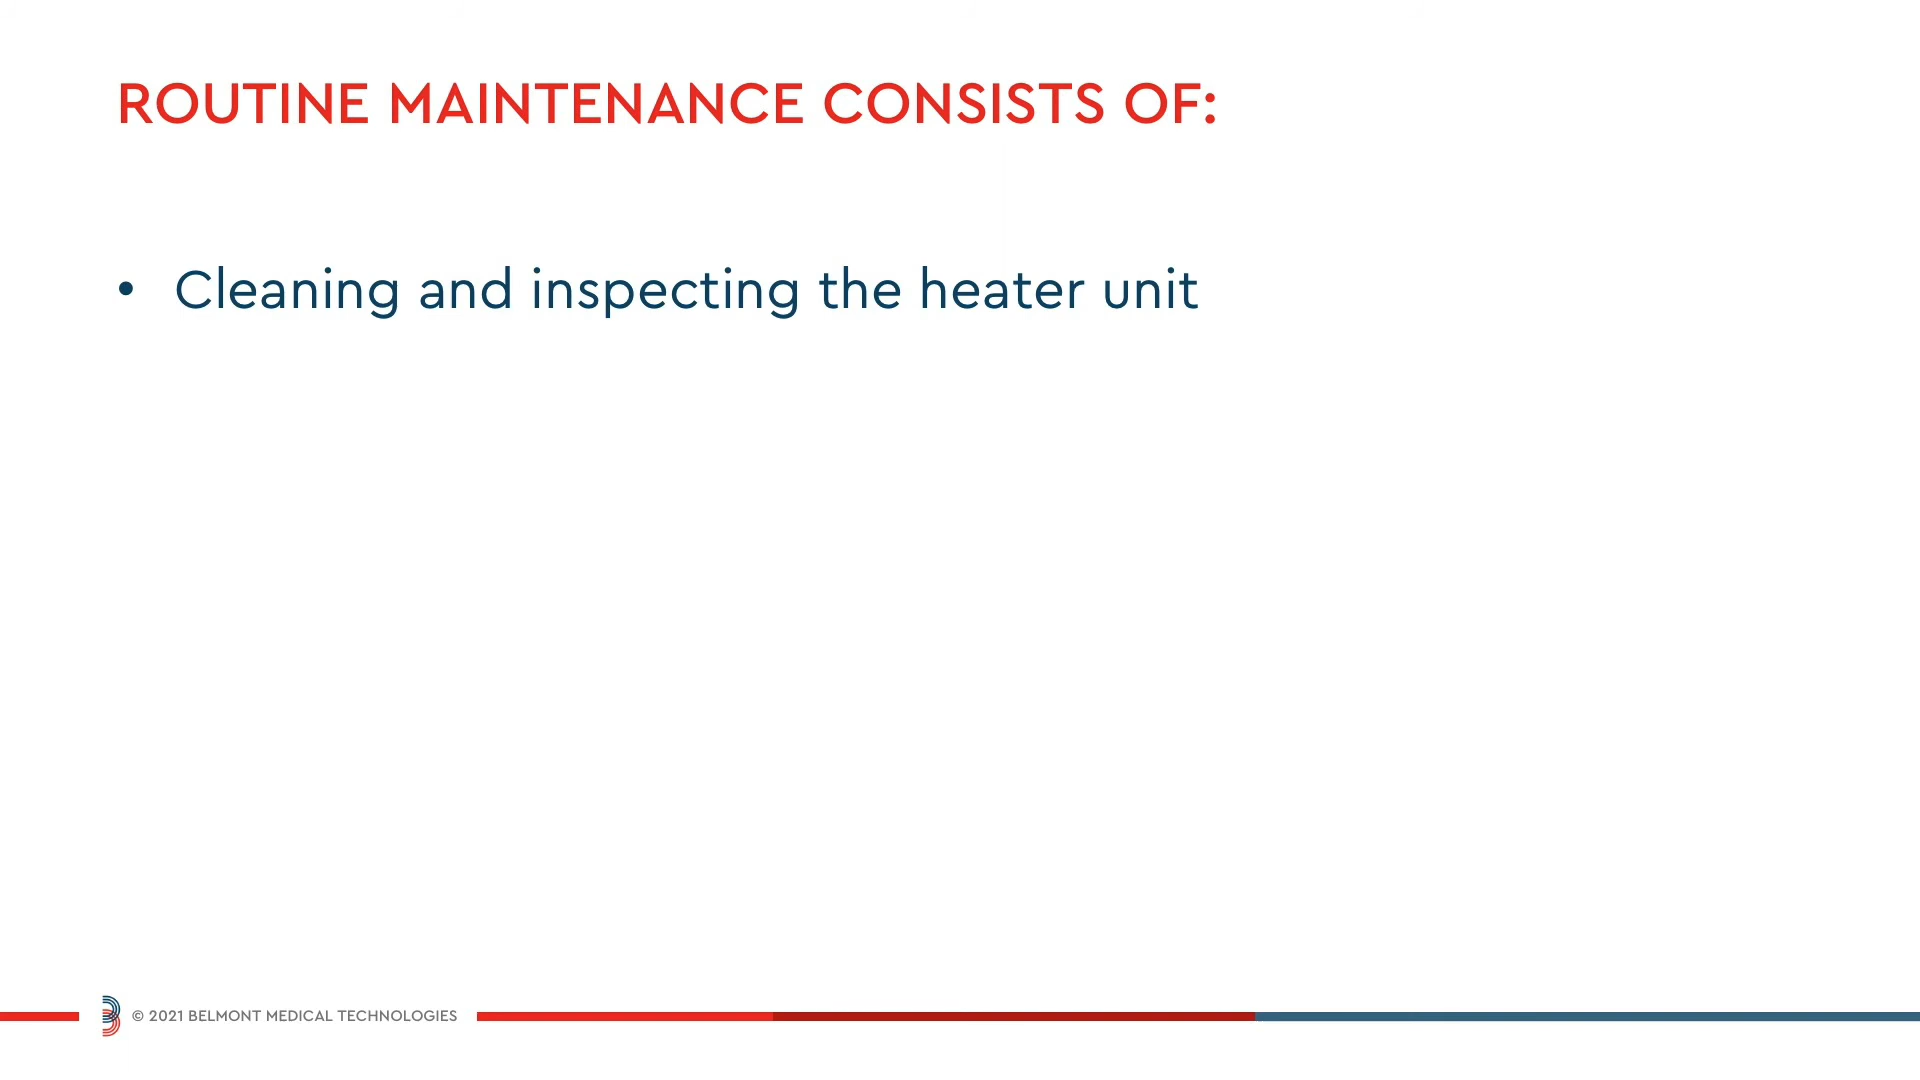 ROUTINE MAINTENANCE CONSISTS OF:
• Cleaning and inspecting the heater unit
© 2021 BELMONT MEDICAL TECHNOLOGIES